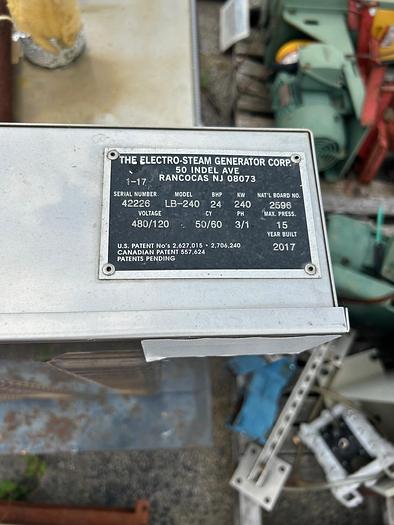 THE ELECTRO-STEAM GENERATOR CORP.
50 INDEL AVE
RANCOCAS NJ 08073
1-17
SERIAL NUMBER MODEL BHP KW NAT'L BOARD NO.
42226 LB-240 24 240 2596
VOLTAGE CY PH MAX. PRESS.
480/120 50/60 3/1 15
YEAR BUILT
2017
U.S. PATENT No's 2,627,015 • 2,706,240
CANADIAN PATENT 557,624
PATENTS PENDING